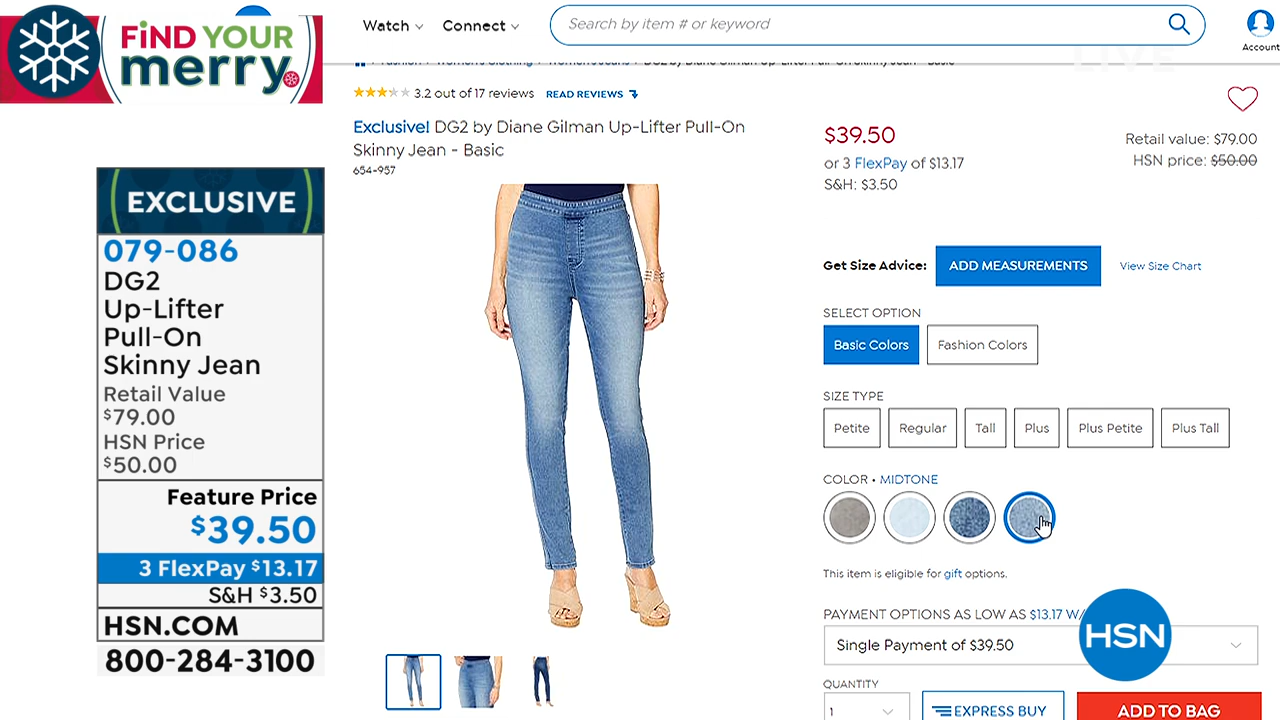 FiND YOUR
merry.
Watch
Connect
Search by item # or keyword
Account
LIVE
3.2 out of 17 reviews
READ REVIEWS
Exclusive! DG2 by Diane Gilman Up-Lifter Pull-On
Skinny Jean - Basic
654-957
$39.50
or 3 FlexPay of $13.17
S&H: $3.50
Retail value: $79.00
HSN price: $50.00
Get Size Advice:
ADD MEASUREMENTS
View Size Chart
SELECT OPTION
Basic Colors
Fashion Colors
SIZE TYPE
Petite
Regular
Tall
Plus
Plus Petite
Plus Tall
COLOR • MIDTONE
This item is eligible for gift options.
PAYMENT OPTIONS AS LOW AS $13.17 W/
Single Payment of $39.50
HSN
QUANTITY
1
EXPRESS BUY
ADD TO BAG
EXCLUSIVE
079-086
DG2
Up-Lifter
Pull-On
Skinny Jean
Retail Value
$79.00
HSN Price
$50.00
Feature Price
$39.50
3 FlexPay $13.17
S&H $3.50
HSN.COM
800-284-3100